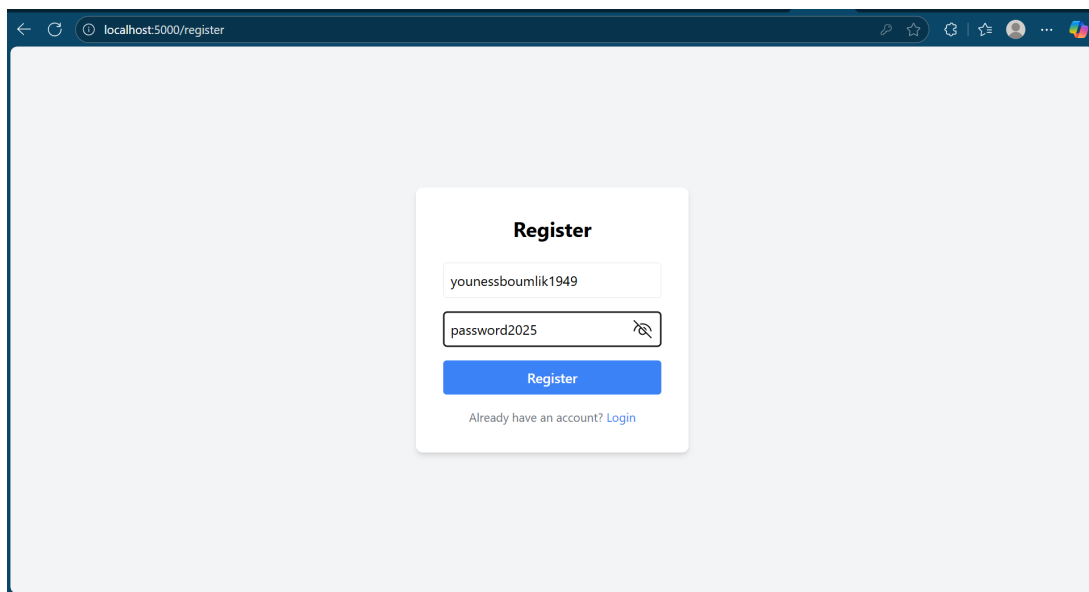 localhost:5000/register
Register
younessboumlik1949
password2025
Register
Already have an account? Login